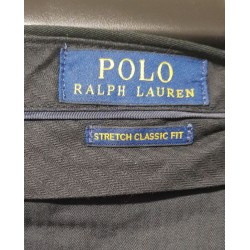 POLO
RALPH LAUREN
STRETCH CLASSIC FIT